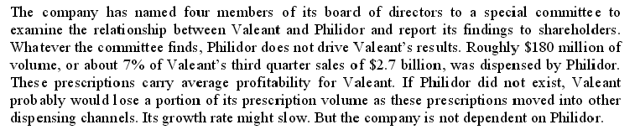 The company has named four members of its board of directors to a special committee to
examine the relationship between Valeant and Philidor and report its findings to shareholders.
Whatever the committee finds, Philidor does not drive Valeant's results. Roughly $180 million of
volume, or about 7% of Valeant's third quarter sales of $2.7 billion, was dispensed by Philidor.
These prescriptions carry average profitability for Valeant. If Philidor did not exist, Valeant
probably would lose a portion of its prescription volume as these prescriptions moved into other
dispensing channels. Its growth rate might slow. But the company is not dependent on Philidor.